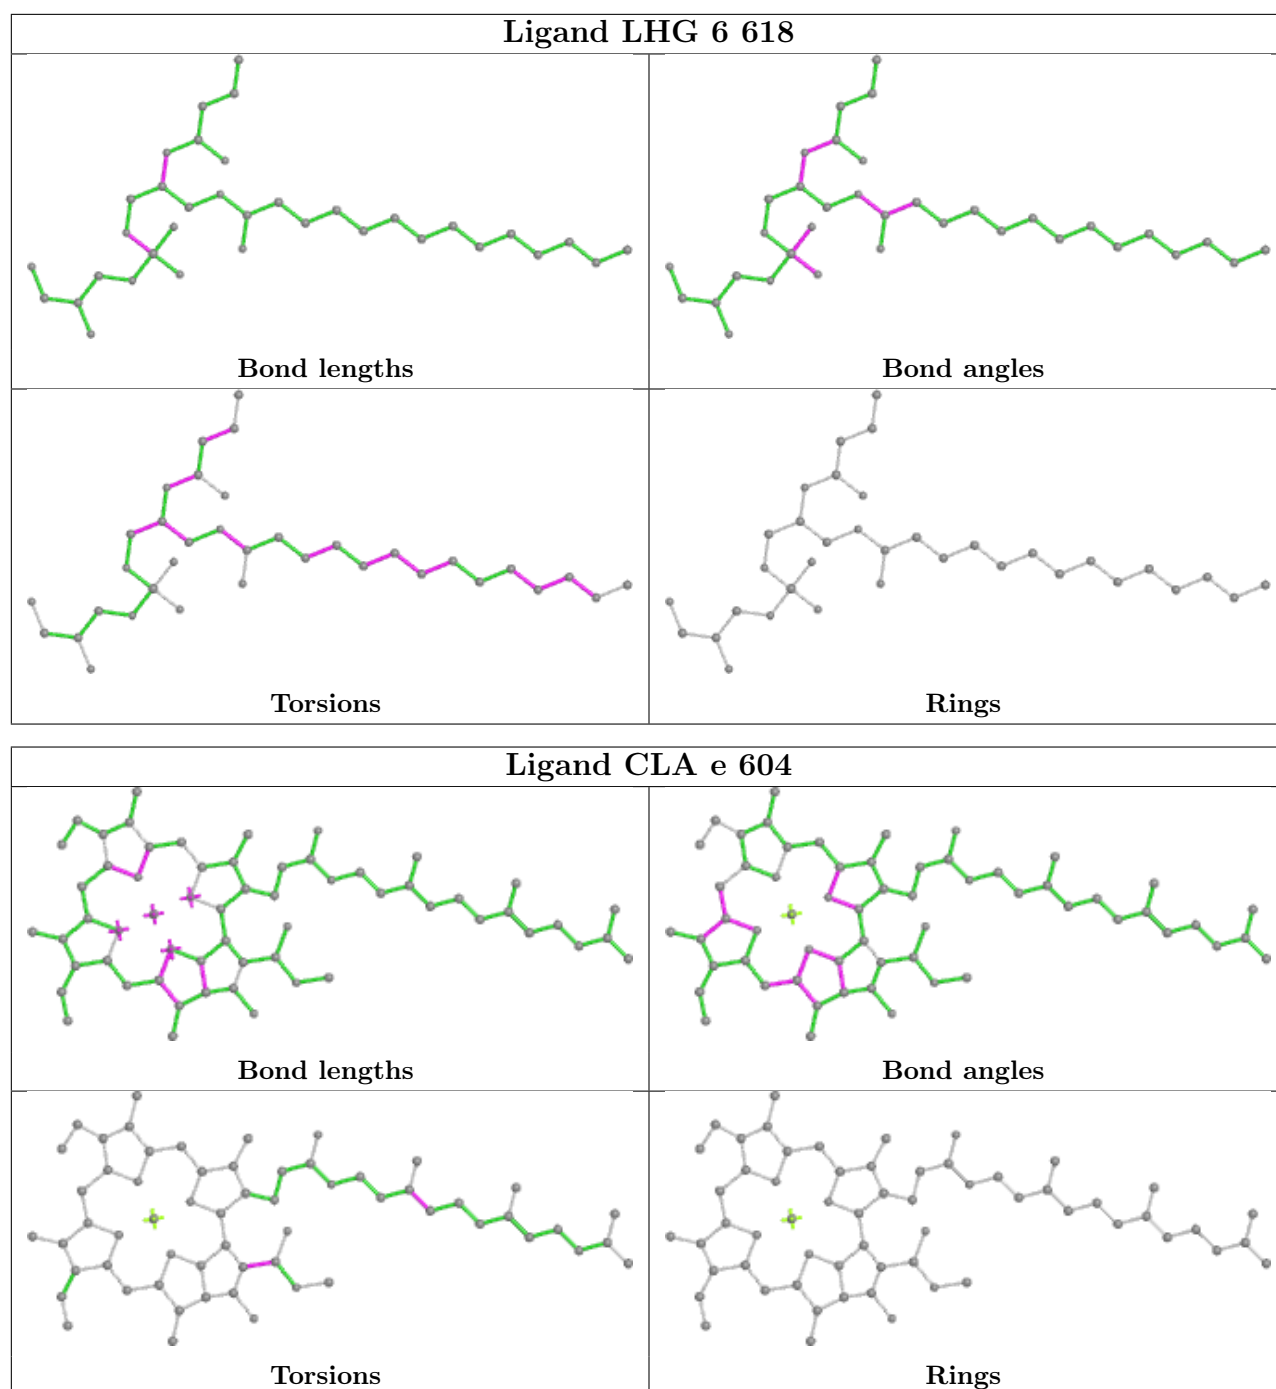 Ligand LHG 6 618
Bond lengths
Bond angles
Torsions
Rings
Ligand CLA e 604
Bond lengths
Bond angles
Torsions
Rings